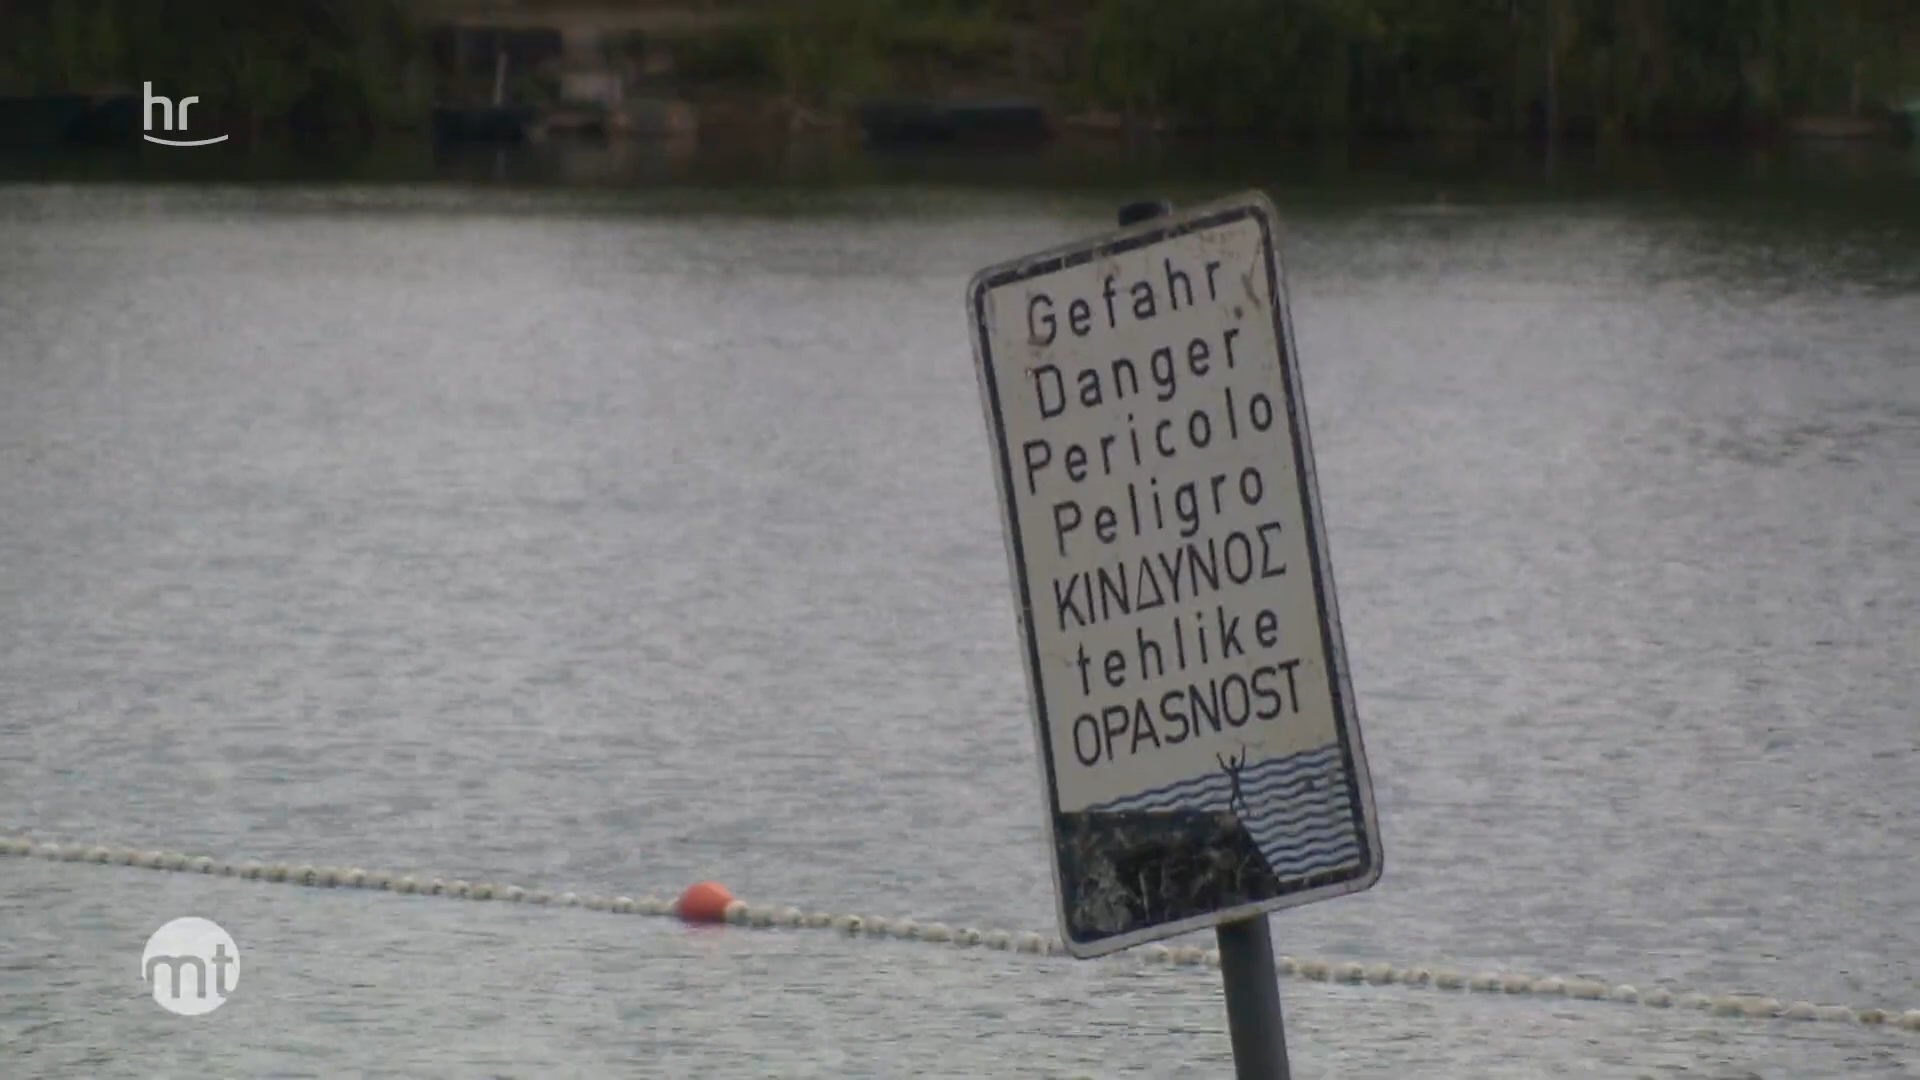 hr
Gefahr
Danger
Pericolo
Peligro
ΚΙΝΔΥΝΟΣ
tehlike
OPASNOST
mt